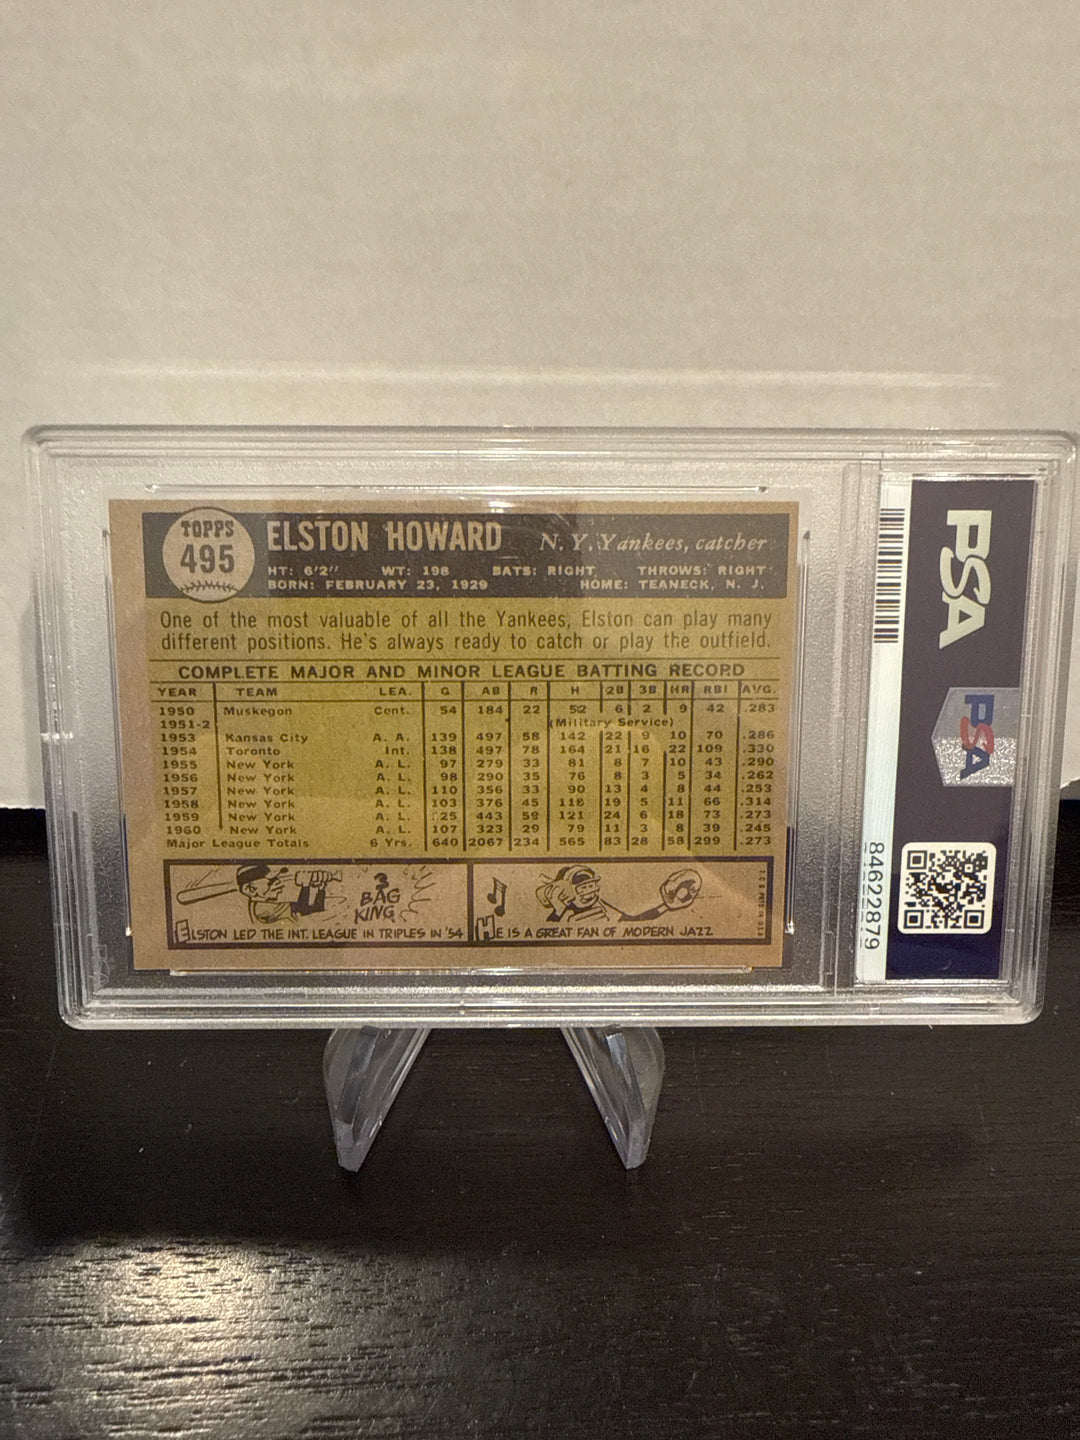 TOPPS
495
ELSTON HOWARD N. Y. Yankees, catcher
HT: 6'2" WT: 198 BATS: RIGHT THROWS: RIGHT
BORN: FEBRUARY 23, 1929 HOME: TEANECK, N. J.
One of the most valuable of all the Yankees, Elston can play many
different positions. He's always ready to catch or play the outfield.
COMPLETE MAJOR AND MINOR LEAGUE BATTING RECORD
YEAR TEAM LEA. G AB R H 2B 3B HR RBI AVG.
1950 Muskegon Cent. 54 184 22 52 6 2 9 42 .283
1951-2 (Military Service)
1953 Kansas City A. A. 139 497 58 142 22 9 10 70 .286
1954 Toronto Int. 138 497 78 164 21 16 22 109 .330
1955 New York A. L. 97 279 33 81 8 7 10 43 .290
1956 New York A. L. 98 290 35 76 8 3 5 34 .262
1957 New York A. L. 110 356 33 90 13 4 8 44 .253
1958 New York A. L. 103 376 45 118 19 5 11 66 .314
1959 New York A. L. 125 443 59 121 24 6 18 73 .273
1960 New York A. L. 107 323 29 79 11 3 8 39 .245
Major League Totals 6 Yrs. 640 2067 234 565 83 28 58 299 .273
3
BAG
KING
ELSTON LED THE INT. LEAGUE IN TRIPLES IN '54
HE IS A GREAT FAN OF MODERN JAZZ
PSA
PSA
84622879